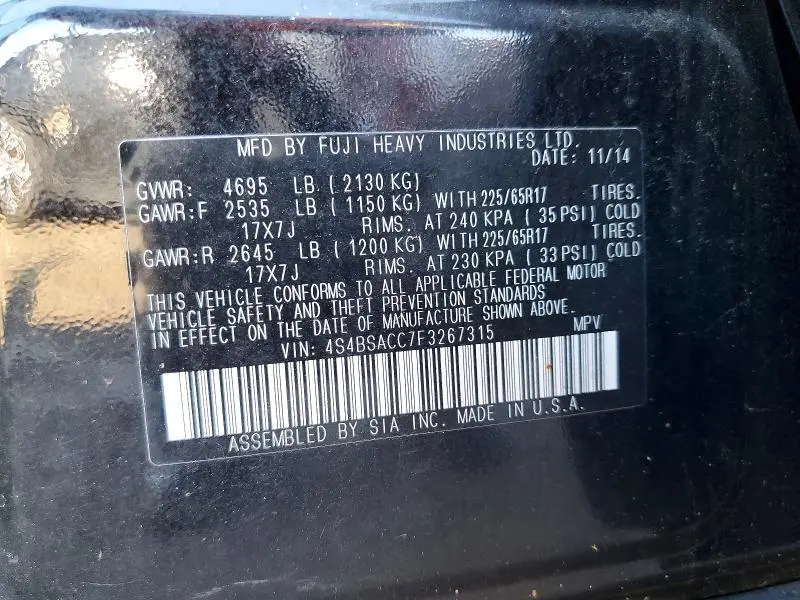 MFD BY FUJI HEAVY INDUSTRIES LTD.
DATE: 11/14
GVWR: 4695 LB ( 2130 KG)
GAWR:F 2535 LB ( 1150 KG) WITH 225/65R17 TIRES.
17X7J RIMS. AT 240 KPA ( 35 PSI) COLD
GAWR:R 2645 LB ( 1200 KG) WITH 225/65R17 TIRES.
17X7J RIMS. AT 230 KPA ( 33 PSI) COLD
THIS VEHICLE CONFORMS TO ALL APPLICABLE FEDERAL MOTOR
VEHICLE SAFETY AND THEFT PREVENTION STANDARDS
IN EFFECT ON THE DATE OF MANUFACTURE SHOWN ABOVE.
VIN: 4S4BSACC7F3267315 MPV
ASSEMBLED BY SIA INC. MADE IN U.S.A.